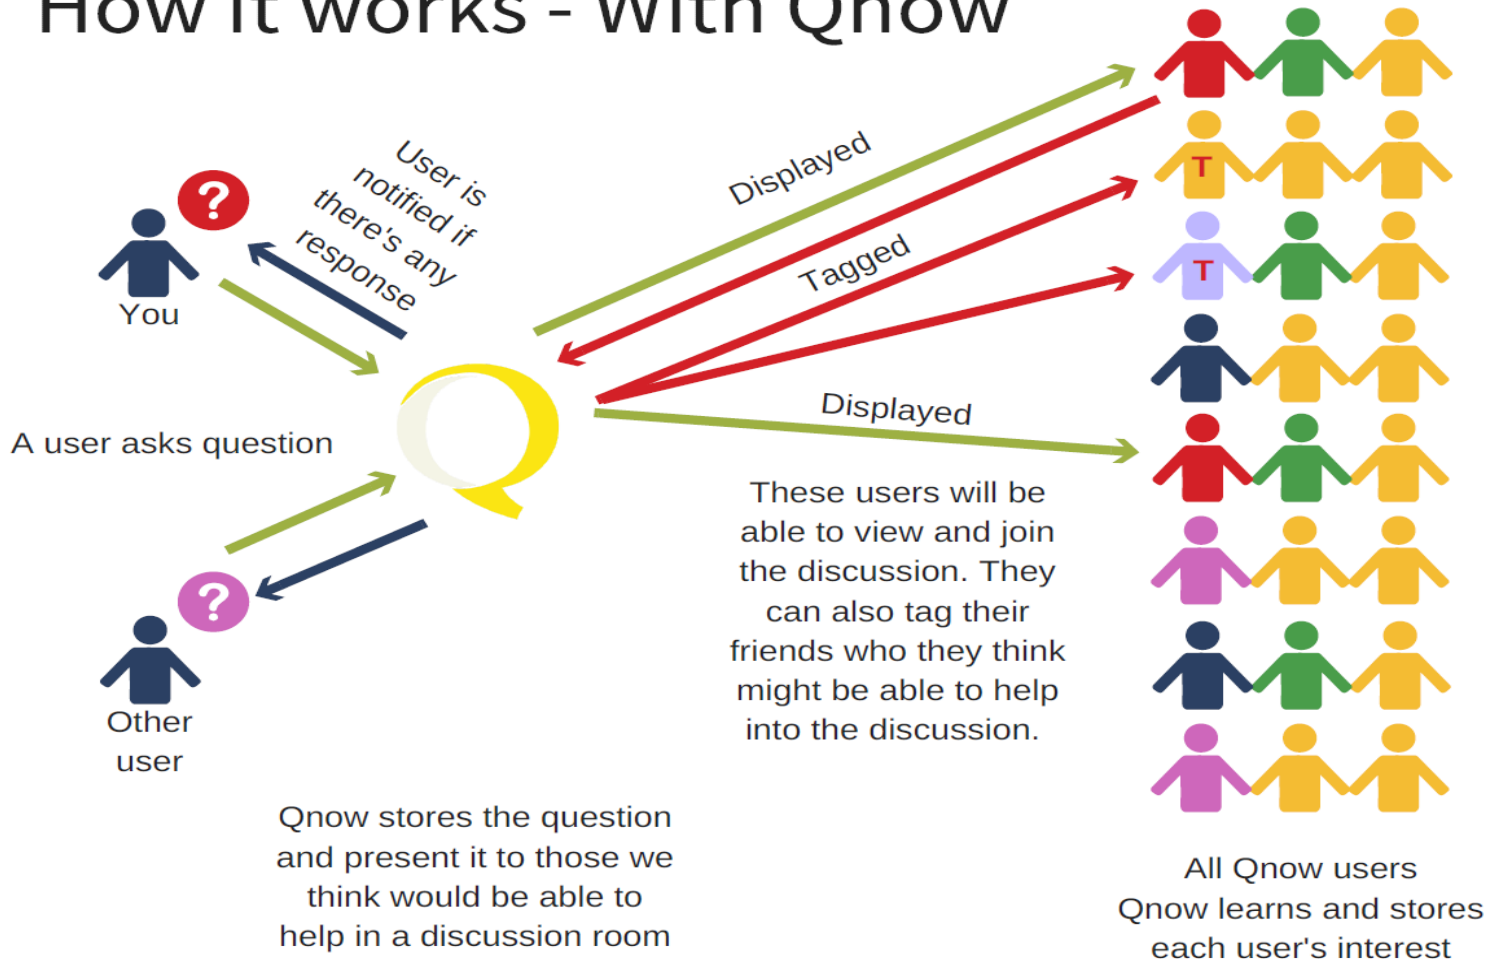 How it works - With Qnow
User is
notified if
there's any
response
?
You
A user asks question
?
Other
user
Displayed
Tagged
Displayed
T
T
These users will be
able to view and join
the discussion. They
can also tag their
friends who they think
might be able to help
into the discussion.
Qnow stores the question
and present it to those we
think would be able to
help in a discussion room
All Qnow users
Qnow learns and stores
each user's interest